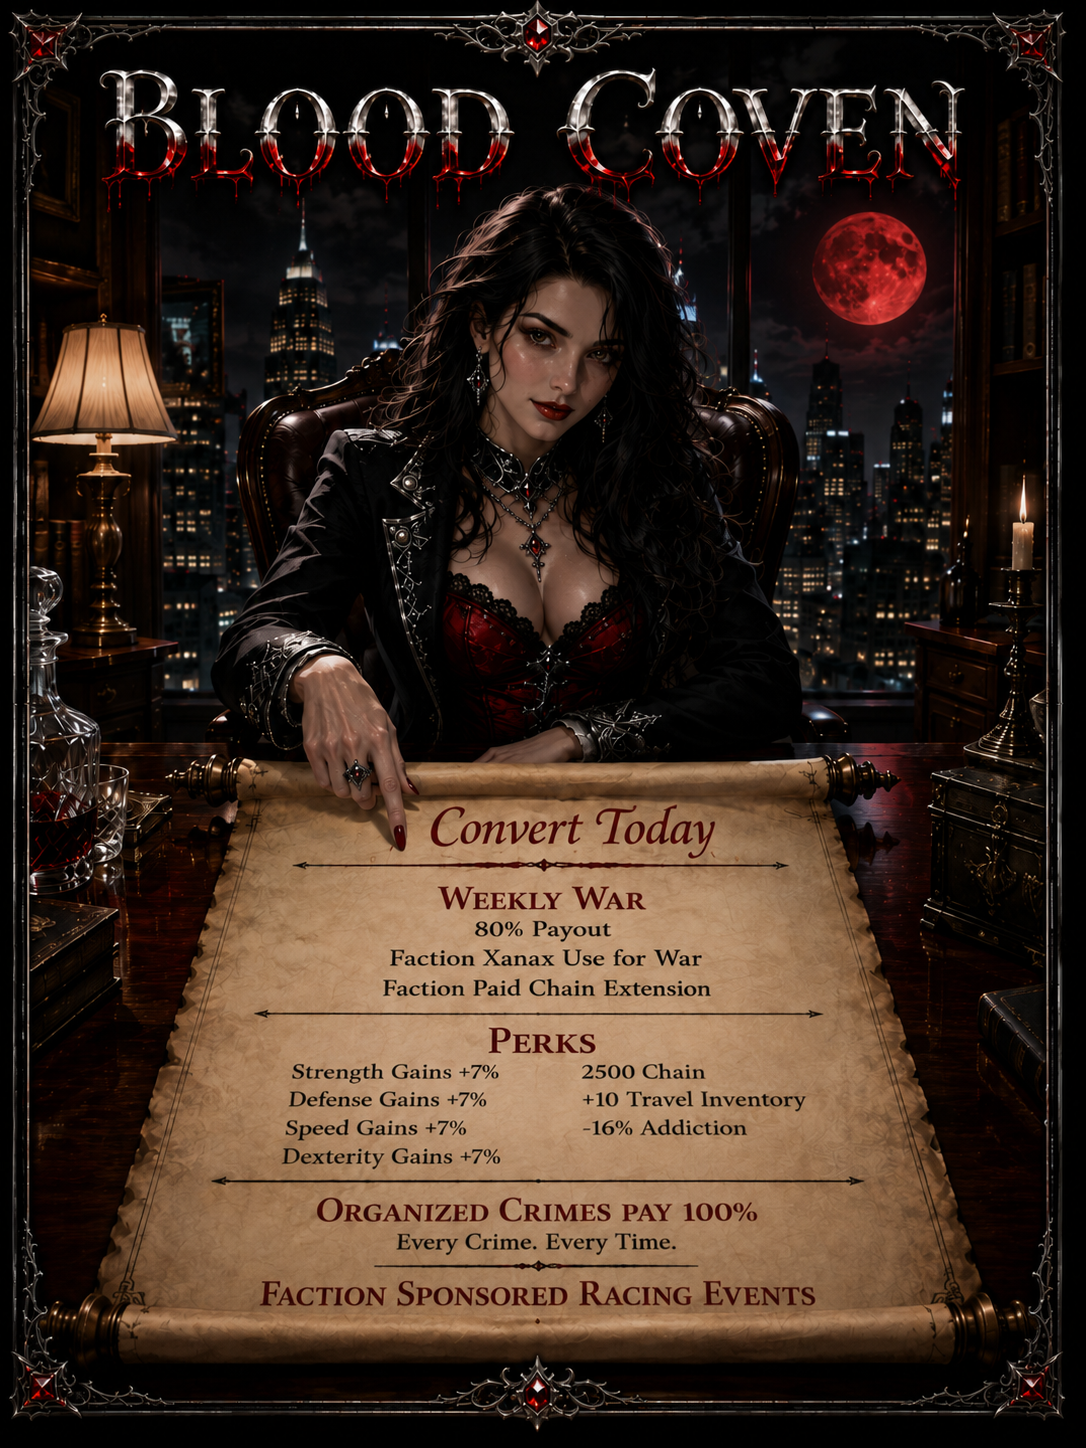 Blood Coven
Convert Today
Weekly War
80% Payout
Faction Xanax Use for War
Faction Paid Chain Extension
Perks
Strength Gains +7%
Defense Gains +7%
Speed Gains +7%
Dexterity Gains +7%
2500 Chain
+10 Travel Inventory
-16% Addiction
Organized Crimes pay 100%
Every Crime. Every Time.
Faction Sponsored Racing Events